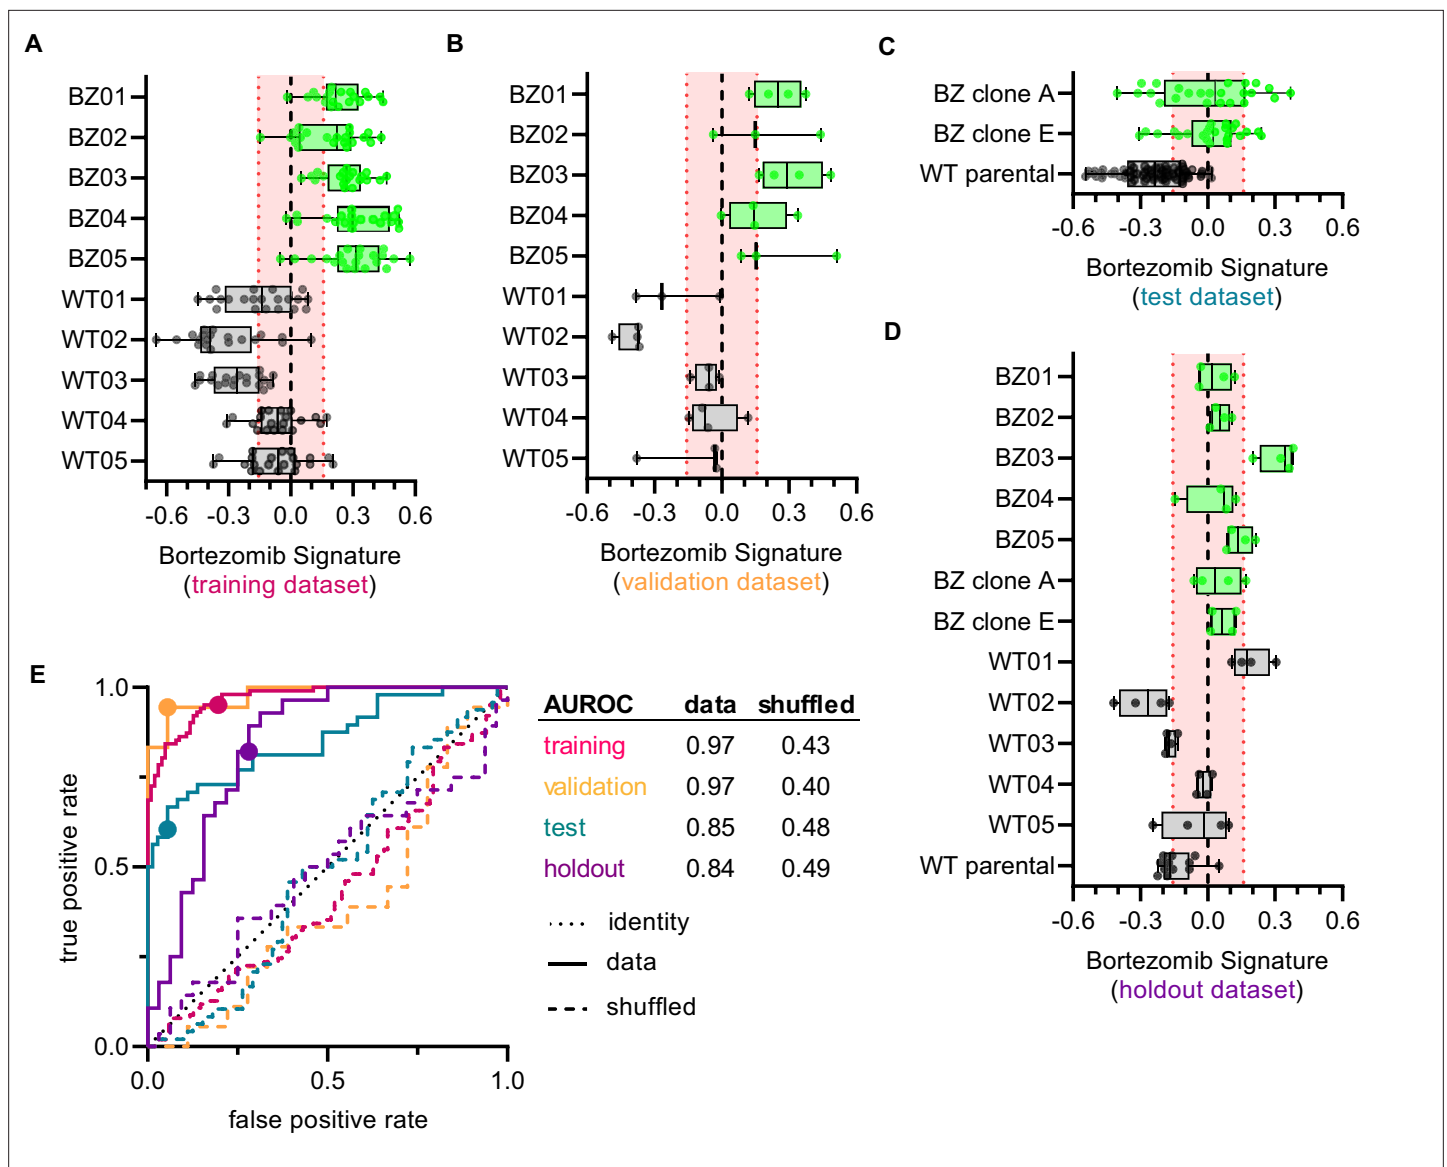 A
BZ01
BZ02
BZ03
BZ04
BZ05
WT01
WT02
WT03
WT04
WT05
-0.6 -0.3 0.0 0.3 0.6
Bortezomib Signature
(training dataset)
B
BZ01
BZ02
BZ03
BZ04
BZ05
WT01
WT02
WT03
WT04
WT05
-0.6 -0.3 0.0 0.3 0.6
Bortezomib Signature
(validation dataset)
C
BZ clone A
BZ clone E
WT parental
-0.6 -0.3 0.0 0.3 0.6
Bortezomib Signature
(test dataset)
D
BZ01
BZ02
BZ03
BZ04
BZ05
BZ clone A
BZ clone E
WT01
WT02
WT03
WT04
WT05
WT parental
-0.6 -0.3 0.0 0.3 0.6
Bortezomib Signature
(holdout dataset)
E
true positive rate
1.0
0.5
0.0
0.0 0.5 1.0
false positive rate
AUROC data shuffled
training 0.97 0.43
validation 0.97 0.40
test 0.85 0.48
holdout 0.84 0.49
identity
data
shuffled